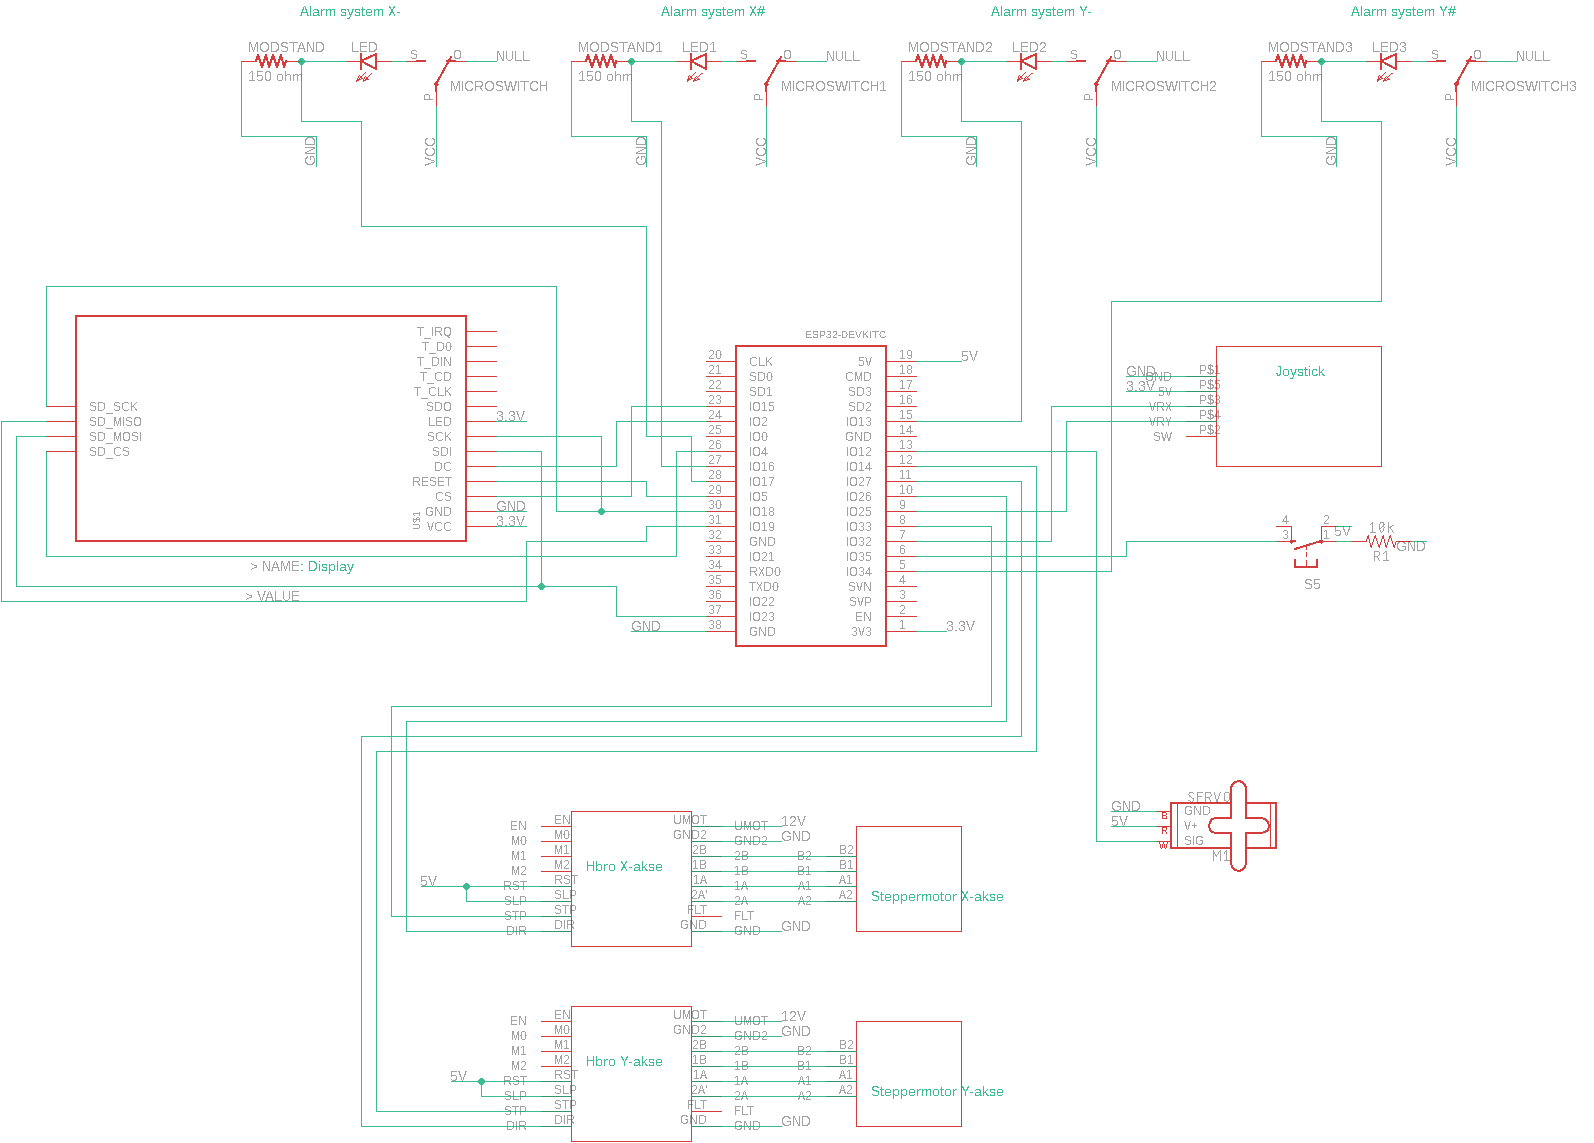 Alarm system X-
Alarm system X#
Alarm system Y-
Alarm system Y#
MODSTAND
150 ohm
LED
S
O
NULL
P
MICROSWITCH
GND
VCC
MODSTAND1
150 ohm
LED1
S
O
NULL
P
MICROSWITCH1
GND
VCC
MODSTAND2
150 ohm
LED2
S
O
NULL
P
MICROSWITCH2
GND
VCC
MODSTAND3
150 ohm
LED3
S
O
NULL
P
MICROSWITCH3
GND
VCC
SD_SCK
SD_MISO
SD_MOSI
SD_CS
T_IRQ
T_D0
T_DIN
T_CD
T_CLK
SDO
LED 3.3V
SCK
SDI
DC
RESET
CS
GND GND
VCC 3.3V
U$1
> NAME: Display
> VALUE
ESP32-DEVKITC
20 CLK
21 SD0
22 SD1
23 IO15
24 IO2
25 IO0
26 IO4
27 IO16
28 IO17
29 IO5
30 IO18
31 IO19
32 GND
33 IO21
34 RXD0
35 TXD0
36 IO22
37 IO23
GND 38 GND
5V 19 5V
CMD 18
SD3 17
SD2 16
IO13 15
GND 14
IO12 13
IO14 12
IO27 11
IO26 10
IO25 9
IO33 8
IO32 7
IO35 6
IO34 5
SVN 4
SVP 3
EN 2
3V3 1 3.3V
Joystick
GND GND P$1
3.3V 5V P$5
VRX P$3
VRY P$4
SW P$2
4 2
3 1
5V
S5
10k
R1
GND
SERVO
GND B GND
5V R V+
W SIG
M1
Hbro X-akse
EN EN
M0 M0
M1 M1
M2 M2
5V RST RST
SLP SLP
STP STP
DIR DIR
UMOT UMOT 12V
GND2 GND2 GND
2B 2B B2 B2
1B 1B B1 B1
1A 1A A1 A1
2A' 2A A2 A2
FLT FLT
GND GND GND
Steppermotor X-akse
Hbro Y-akse
EN EN
M0 M0
M1 M1
M2 M2
5V RST RST
SLP SLP
STP STP
DIR DIR
UMOT UMOT 12V
GND2 GND2 GND
2B 2B B2 B2
1B 1B B1 B1
1A 1A A1 A1
2A' 2A A2 A2
FLT FLT
GND GND GND
Steppermotor Y-akse